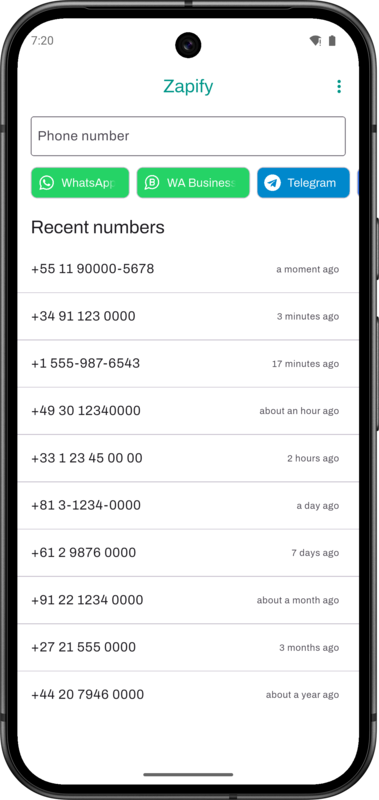 7:20
Zapify
Phone number
WhatsApp WA Business Telegram
Recent numbers
+55 11 90000-5678 a moment ago
+34 91 123 0000 3 minutes ago
+1 555-987-6543 17 minutes ago
+49 30 12340000 about an hour ago
+33 1 23 45 00 00 2 hours ago
+81 3-1234-0000 a day ago
+61 2 9876 0000 7 days ago
+91 22 1234 0000 about a month ago
+27 21 555 0000 3 months ago
+44 20 7946 0000 about a year ago